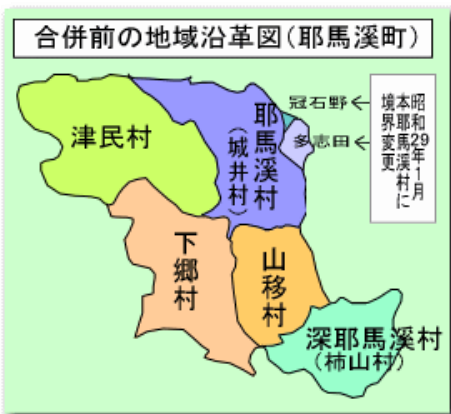 合併前の地域沿革図(耶馬溪町)
津民村
耶馬溪村
(城井村)
冠石野
多志田
昭和29年1月
本耶馬溪村に
境界変更
下郷村
山移村
深耶馬溪村
(柿山村)